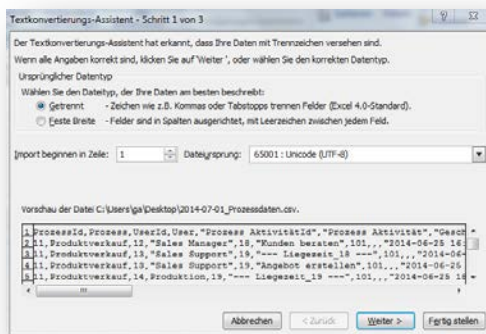 Textkonvertierungs-Assistent - Schritt 1 von 3
Der Textkonvertierungs-Assistent hat erkannt, dass Ihre Daten mit Trennzeichen versehen sind.
Wenn alle Angaben korrekt sind, klicken Sie auf 'Weiter ', oder wählen Sie den korrekten Datentyp.
Ursprünglicher Datentyp
Wählen Sie den Dateityp, der Ihre Daten am besten beschreibt:
Getrennt - Zeichen wie z.B. Kommas oder Tabstopps trennen Felder (Excel 4.0-Standard).
Feste Breite - Felder sind in Spalten ausgerichtet, mit Leerzeichen zwischen jedem Feld.
Import beginnen in Zeile: 1 Dateiursprung: 65001 : Unicode (UTF-8)
Vorschau der Datei C:\Users\ga\Desktop\2014-07-01_Prozessdaten.csv.
1 ProzessId,Prozess,UserId,User,"Prozess AktivitätId","Prozess Aktivität","Gesch
2 11,Produktverkauf,12,"Sales Manager",18,"Kunden beraten",101,,,"2014-06-25 16:
3 11,Produktverkauf,13,"Sales Support",19,"--- Liegezeit_18 ---",101,,,"2014-06
4 11,Produktverkauf,13,"Sales Support",19,"Angebot erstellen",101,,,"2014-06-25
5 11,Produktverkauf,14,Produktion,19,"--- Liegezeit_19 ---",101,,,"2014-06-25 18
Abbrechen < Zurück Weiter > Fertig stellen